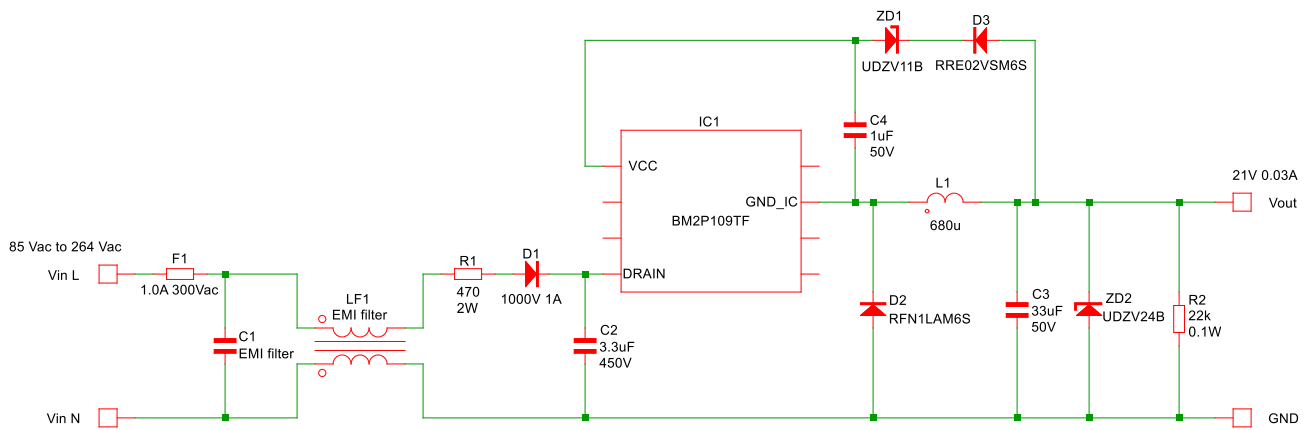 ZD1
D3
UDZV11B
RRE02VSM6S
IC1
C4
1uF
50V
VCC
GND_IC
BM2P109TF
DRAIN
L1
680u
21V 0.03A
Vout
85 Vac to 264 Vac
Vin L
F1
1.0A 300Vac
R1
470
2W
D1
1000V 1A
LF1
EMI filter
C1
EMI filter
C2
3.3uF
450V
D2
RFN1LAM6S
C3
33uF
50V
ZD2
UDZV24B
R2
22k
0.1W
Vin N
GND